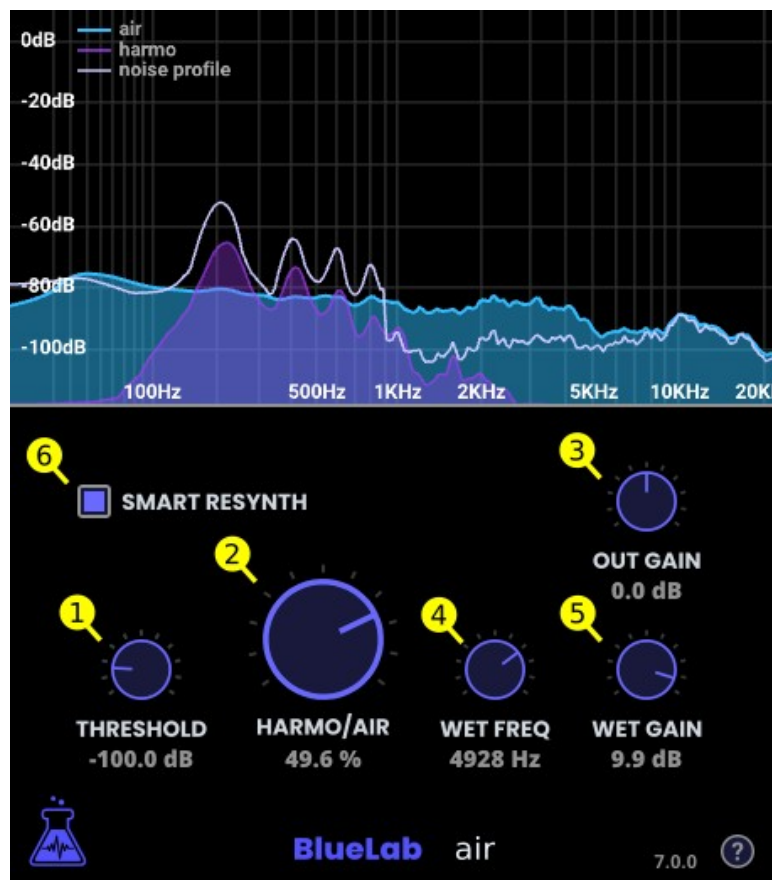 0dB
air
harmo
noise profile
-20dB
-40dB
-60dB
-80dB
-100dB
100Hz 500Hz 1KHz 2KHz 5KHz 10KHz 20K
6
3
SMART RESYNTH
OUT GAIN
0.0 dB
2
1
4
5
THRESHOLD HARMO/AIR WET FREQ WET GAIN
-100.0 dB 49.6 % 4928 Hz 9.9 dB
BlueLab air
7.0.0
?